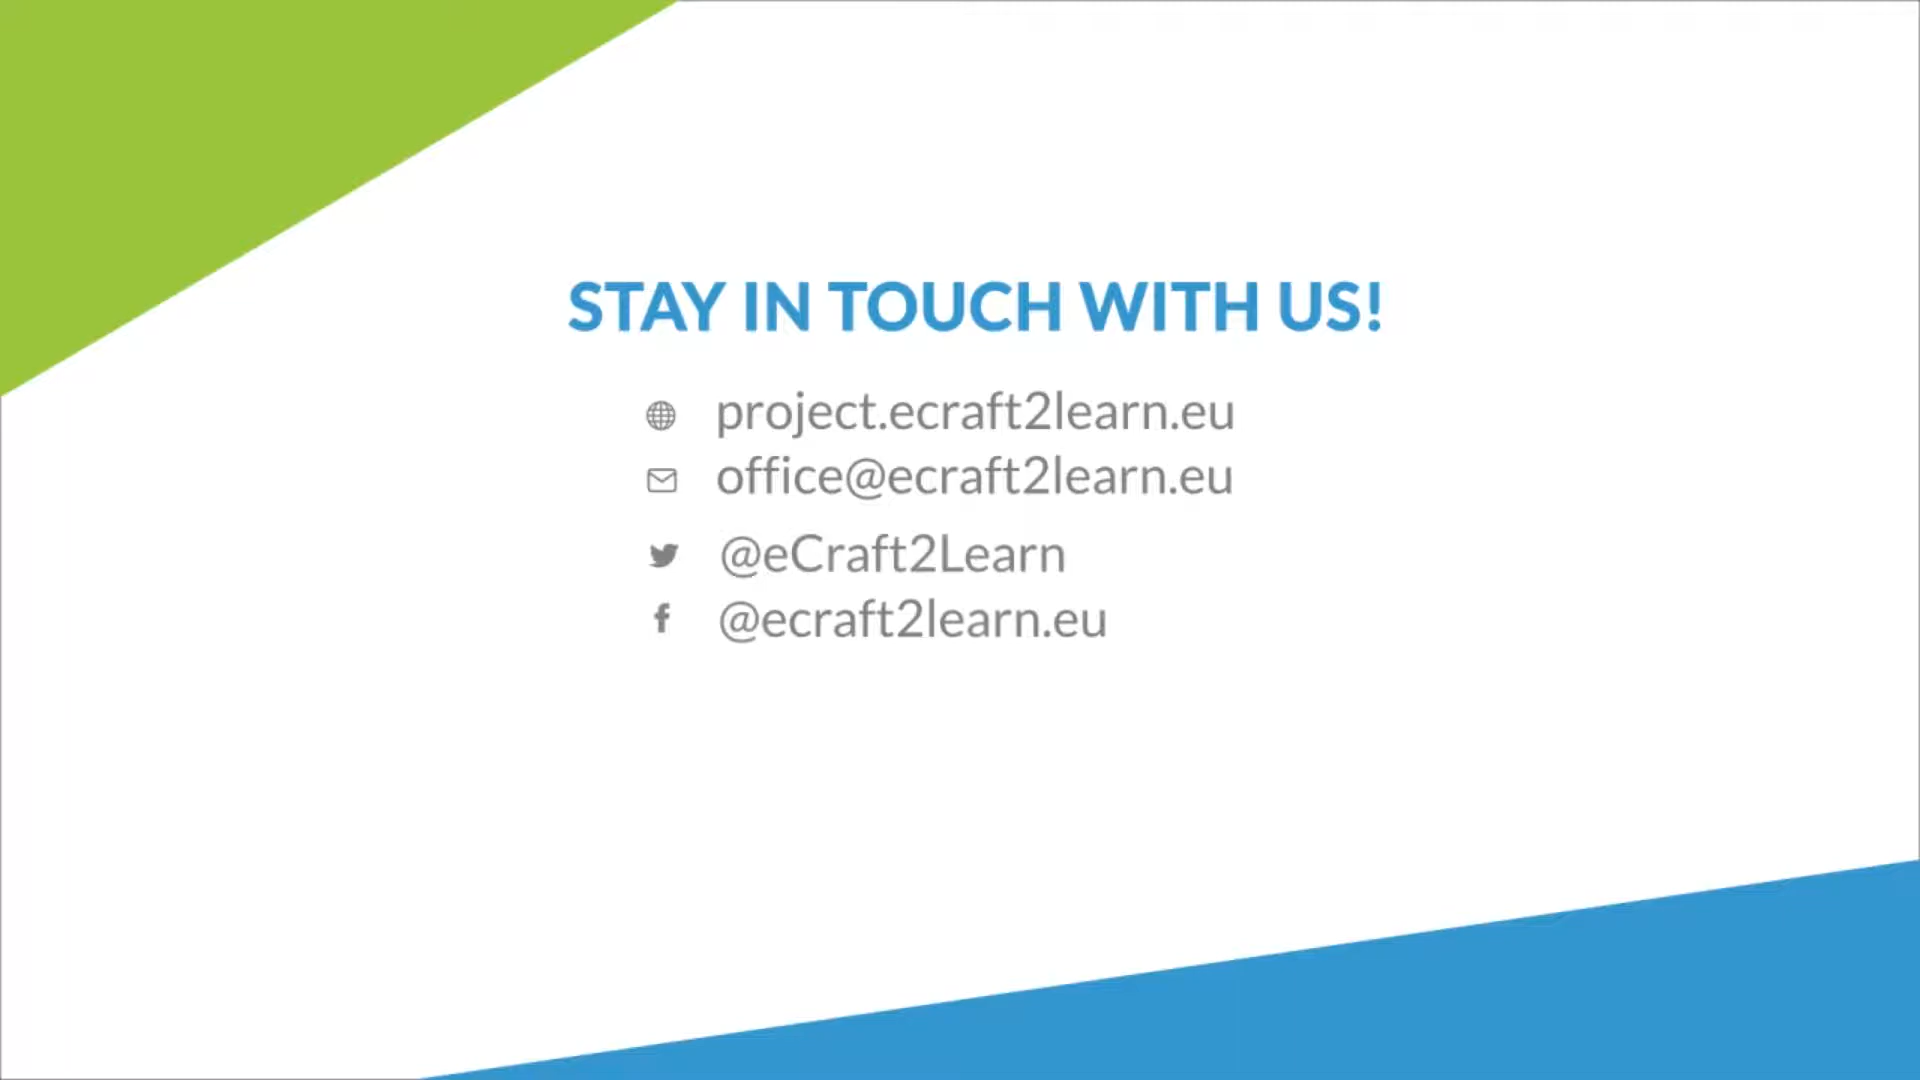 STAY IN TOUCH WITH US!
project.ecraft2learn.eu
office@ecraft2learn.eu
@eCraft2Learn
@ecraft2learn.eu